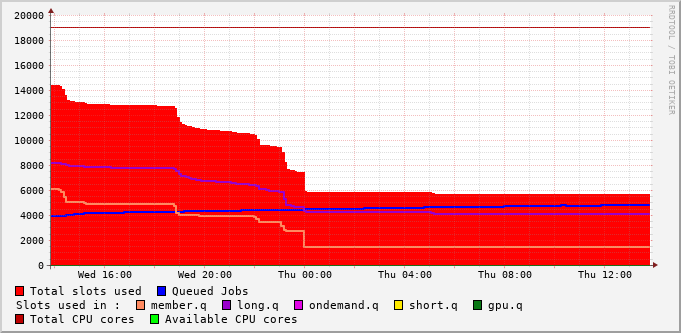 RRDTOOL / TOBI OETIKER
20000
18000
16000
14000
12000
10000
8000
6000
4000
2000
0
Wed 16:00 Wed 20:00 Thu 00:00 Thu 04:00 Thu 08:00 Thu 12:00
Total slots used Queued Jobs
Slots used in : member.q long.q ondemand.q short.q gpu.q
Total CPU cores Available CPU cores